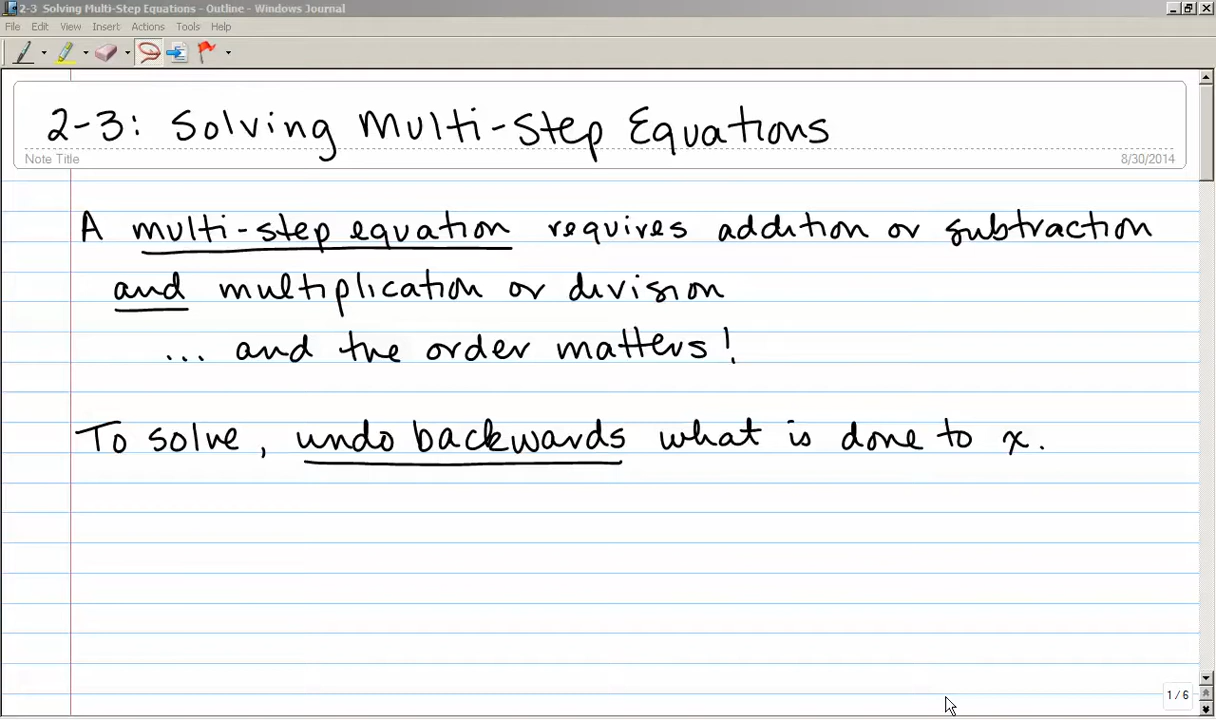 2-3 Solving Multi-Step Equations - Outline - Windows Journal
File Edit View Insert Actions Tools Help
2-3: Solving Multi-Step Equations
Note Title
8/30/2014
A multi-step equation requires addition or subtraction
and multiplication or division
... and the order matters!
To solve, undo backwards what is done to x.
1 / 6